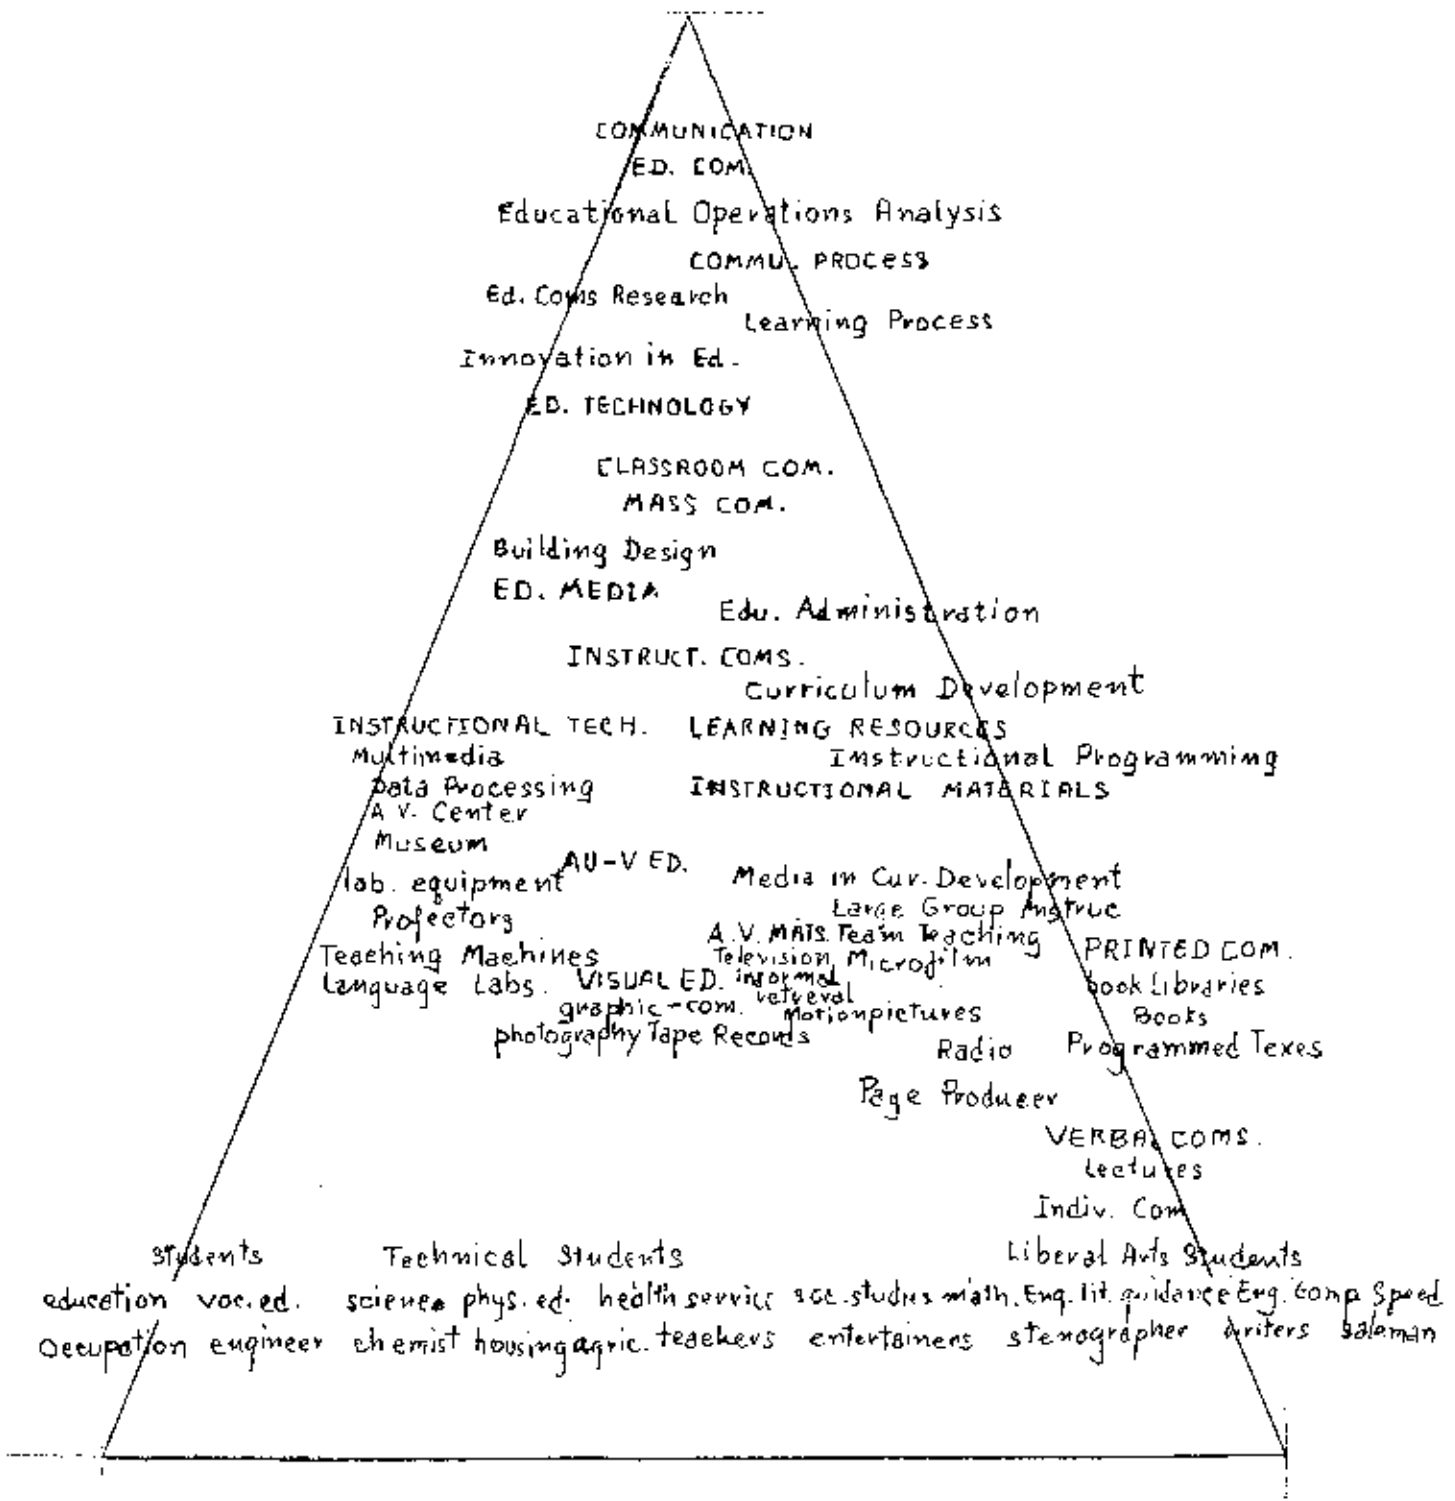 COMMUNICATION
ED. COM.
Educational Operations Analysis
COMMU. PROCESS
Ed. Coms Research
Learning Process
Innovation in Ed.
ED. TECHNOLOGY
CLASSROOM COM.
MASS COM.
Building Design
ED. MEDIA
Edu. Administration
INSTRUCT. COMS.
Curriculum Development
INSTRUCTIONAL TECH. LEARNING RESOURCES
Multimedia Instructional Programming
Data Processing INSTRUCTIONAL MATERIALS
A V. Center
Museum
AU-V ED.
lab. equipment Media in Cur. Development
Projectors Large Group Instruc
A.V. MATS. Team Teaching
Teaching Machines Television, Microfilm PRINTED COM.
Language Labs. VISUAL ED. informal book Libraries
graphic-com. retreval Motionpictures Books
photography Tape Records Radio Programmed Texes
Page Producer
VERBAL COMS.
Lectures
Indiv. Com
Students Technical Students Liberal Arts Students
education voc.ed. science phys. ed. health service soc. studies math. Eng. lit. guidance Eng. Comp Speed
Occupation engineer chemist housing agric. teachers entertainers stenographer writers Saleman